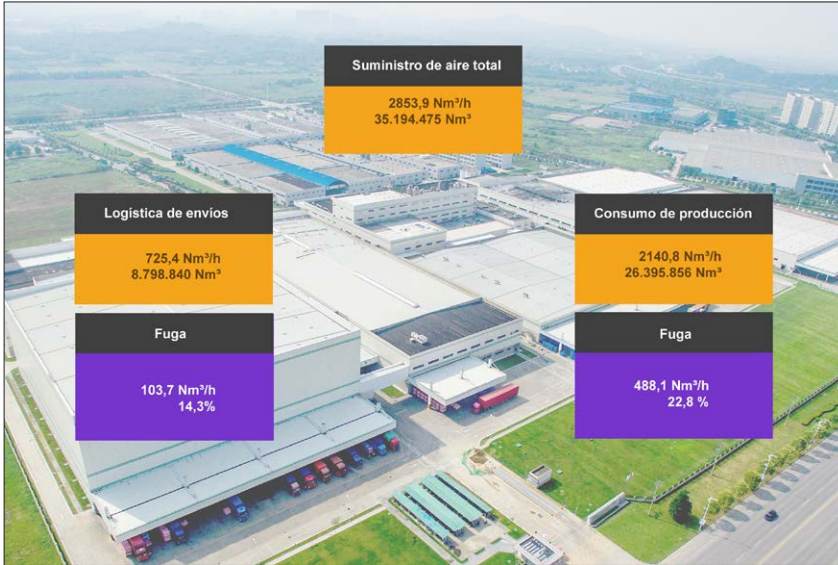 Suministro de aire total
2853,9 Nm³/h
35.194.475 Nm³
Logística de envíos
725,4 Nm³/h
8.798.840 Nm³
Fuga
103,7 Nm³/h
14,3%
Consumo de producción
2140,8 Nm³/h
26.395.856 Nm³
Fuga
488,1 Nm³/h
22,8 %